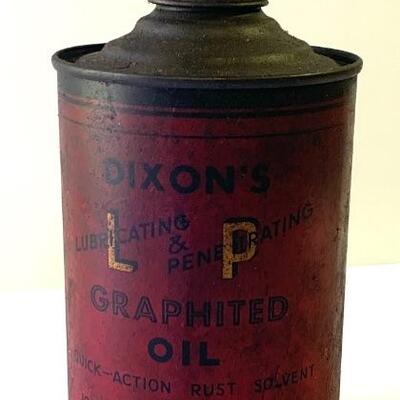 DIXON'S
LUBRICATING
L & P
PENETRATING
GRAPHITED
OIL
QUICK-ACTION RUST SOLVENT